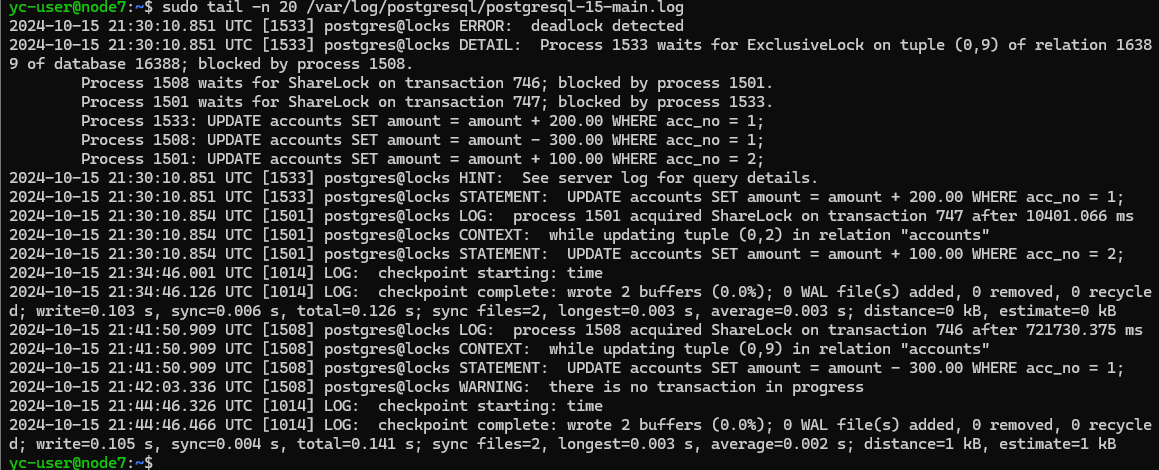 yc-user@node7:~$ sudo tail -n 20 /var/log/postgresql/postgresql-15-main.log
2024-10-15 21:30:10.851 UTC [1533] postgres@locks ERROR:  deadlock detected
2024-10-15 21:30:10.851 UTC [1533] postgres@locks DETAIL:  Process 1533 waits for ExclusiveLock on tuple (0,9) of relation 1638
9 of database 16388; blocked by process 1508.
        Process 1508 waits for ShareLock on transaction 746; blocked by process 1501.
        Process 1501 waits for ShareLock on transaction 747; blocked by process 1533.
        Process 1533: UPDATE accounts SET amount = amount + 200.00 WHERE acc_no = 1;
        Process 1508: UPDATE accounts SET amount = amount - 300.00 WHERE acc_no = 1;
        Process 1501: UPDATE accounts SET amount = amount + 100.00 WHERE acc_no = 2;
2024-10-15 21:30:10.851 UTC [1533] postgres@locks HINT:  See server log for query details.
2024-10-15 21:30:10.851 UTC [1533] postgres@locks STATEMENT:  UPDATE accounts SET amount = amount + 200.00 WHERE acc_no = 1;
2024-10-15 21:30:10.854 UTC [1501] postgres@locks LOG:  process 1501 acquired ShareLock on transaction 747 after 10401.066 ms
2024-10-15 21:30:10.854 UTC [1501] postgres@locks CONTEXT:  while updating tuple (0,2) in relation "accounts"
2024-10-15 21:30:10.854 UTC [1501] postgres@locks STATEMENT:  UPDATE accounts SET amount = amount + 100.00 WHERE acc_no = 2;
2024-10-15 21:34:46.001 UTC [1014] LOG:  checkpoint starting: time
2024-10-15 21:34:46.126 UTC [1014] LOG:  checkpoint complete: wrote 2 buffers (0.0%); 0 WAL file(s) added, 0 removed, 0 recycle
d; write=0.103 s, sync=0.006 s, total=0.126 s; sync files=2, longest=0.003 s, average=0.003 s; distance=0 kB, estimate=0 kB
2024-10-15 21:41:50.909 UTC [1508] postgres@locks LOG:  process 1508 acquired ShareLock on transaction 746 after 721730.375 ms
2024-10-15 21:41:50.909 UTC [1508] postgres@locks CONTEXT:  while updating tuple (0,9) in relation "accounts"
2024-10-15 21:41:50.909 UTC [1508] postgres@locks STATEMENT:  UPDATE accounts SET amount = amount - 300.00 WHERE acc_no = 1;
2024-10-15 21:42:03.336 UTC [1508] postgres@locks WARNING:  there is no transaction in progress
2024-10-15 21:44:46.326 UTC [1014] LOG:  checkpoint starting: time
2024-10-15 21:44:46.466 UTC [1014] LOG:  checkpoint complete: wrote 2 buffers (0.0%); 0 WAL file(s) added, 0 removed, 0 recycle
d; write=0.105 s, sync=0.004 s, total=0.141 s; sync files=2, longest=0.003 s, average=0.002 s; distance=1 kB, estimate=1 kB
yc-user@node7:~$